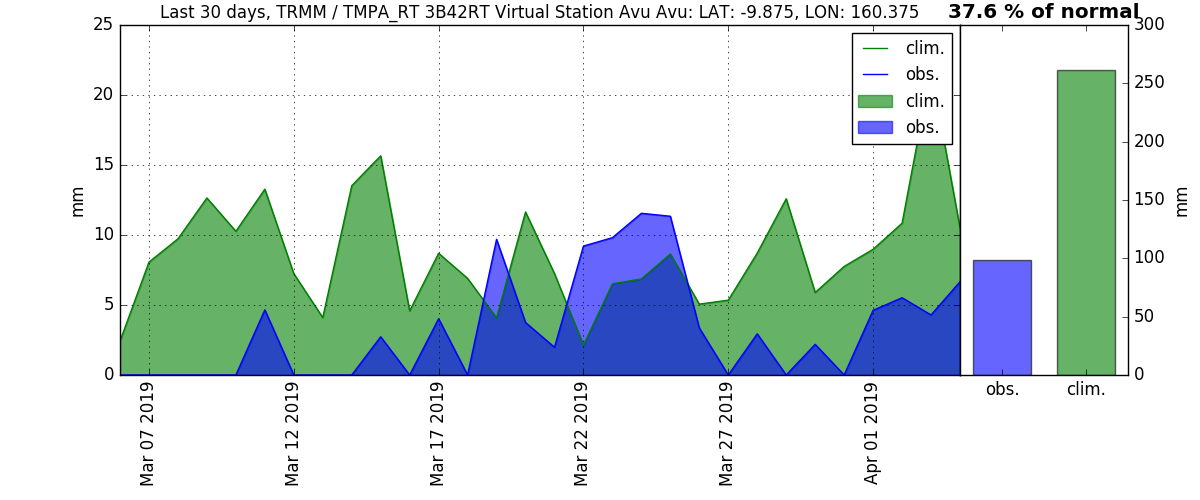 Last 30 days, TRMM / TMPA_RT 3B42RT Virtual Station Avu Avu: LAT: -9.875, LON: 160.375
37.6 % of normal
25
20
15
10
5
0
mm
clim.
obs.
clim.
obs.
300
250
200
150
100
50
0
mm
Mar 07 2019
Mar 12 2019
Mar 17 2019
Mar 22 2019
Mar 27 2019
Apr 01 2019
obs.
clim.